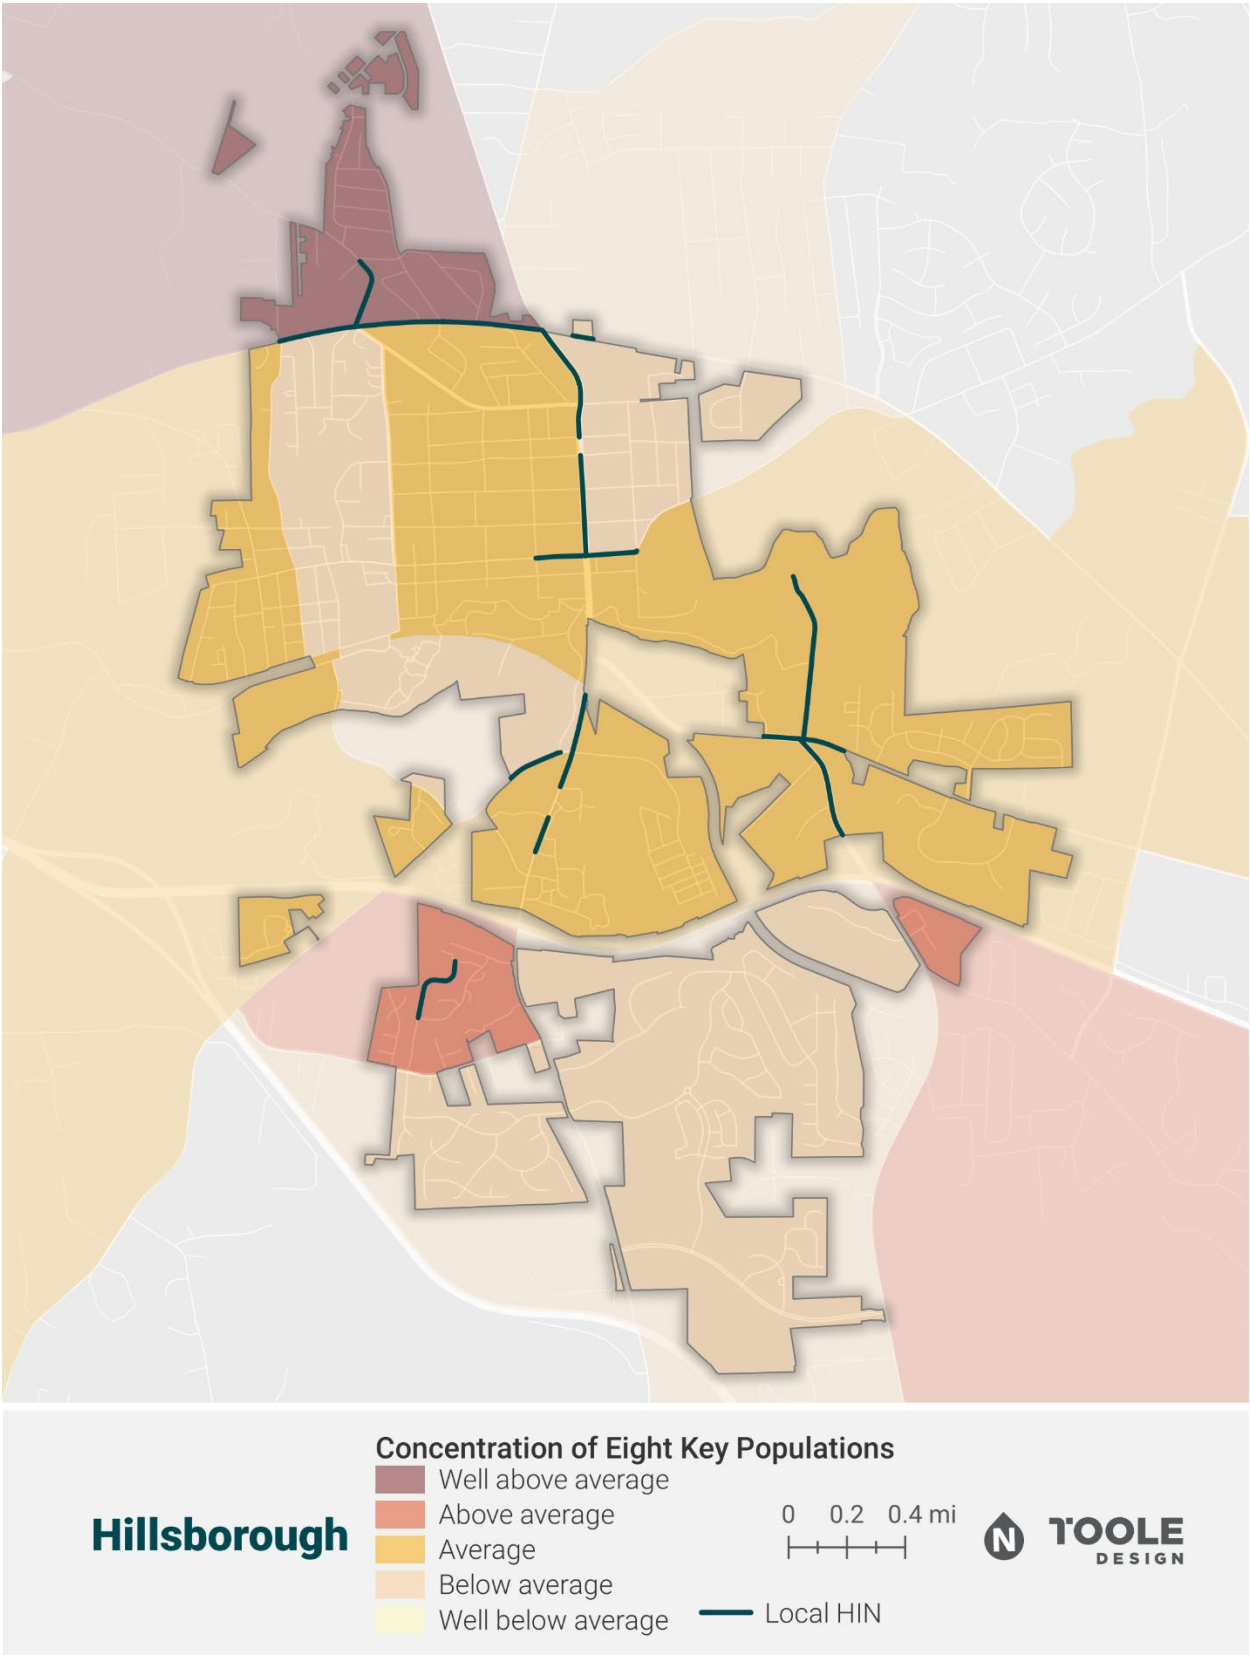 Concentration of Eight Key Populations
Well above average
Above average
Average
Below average
Well below average
Hillsborough
0 0.2 0.4 mi
Local HIN
N
TOOLE
DESIGN